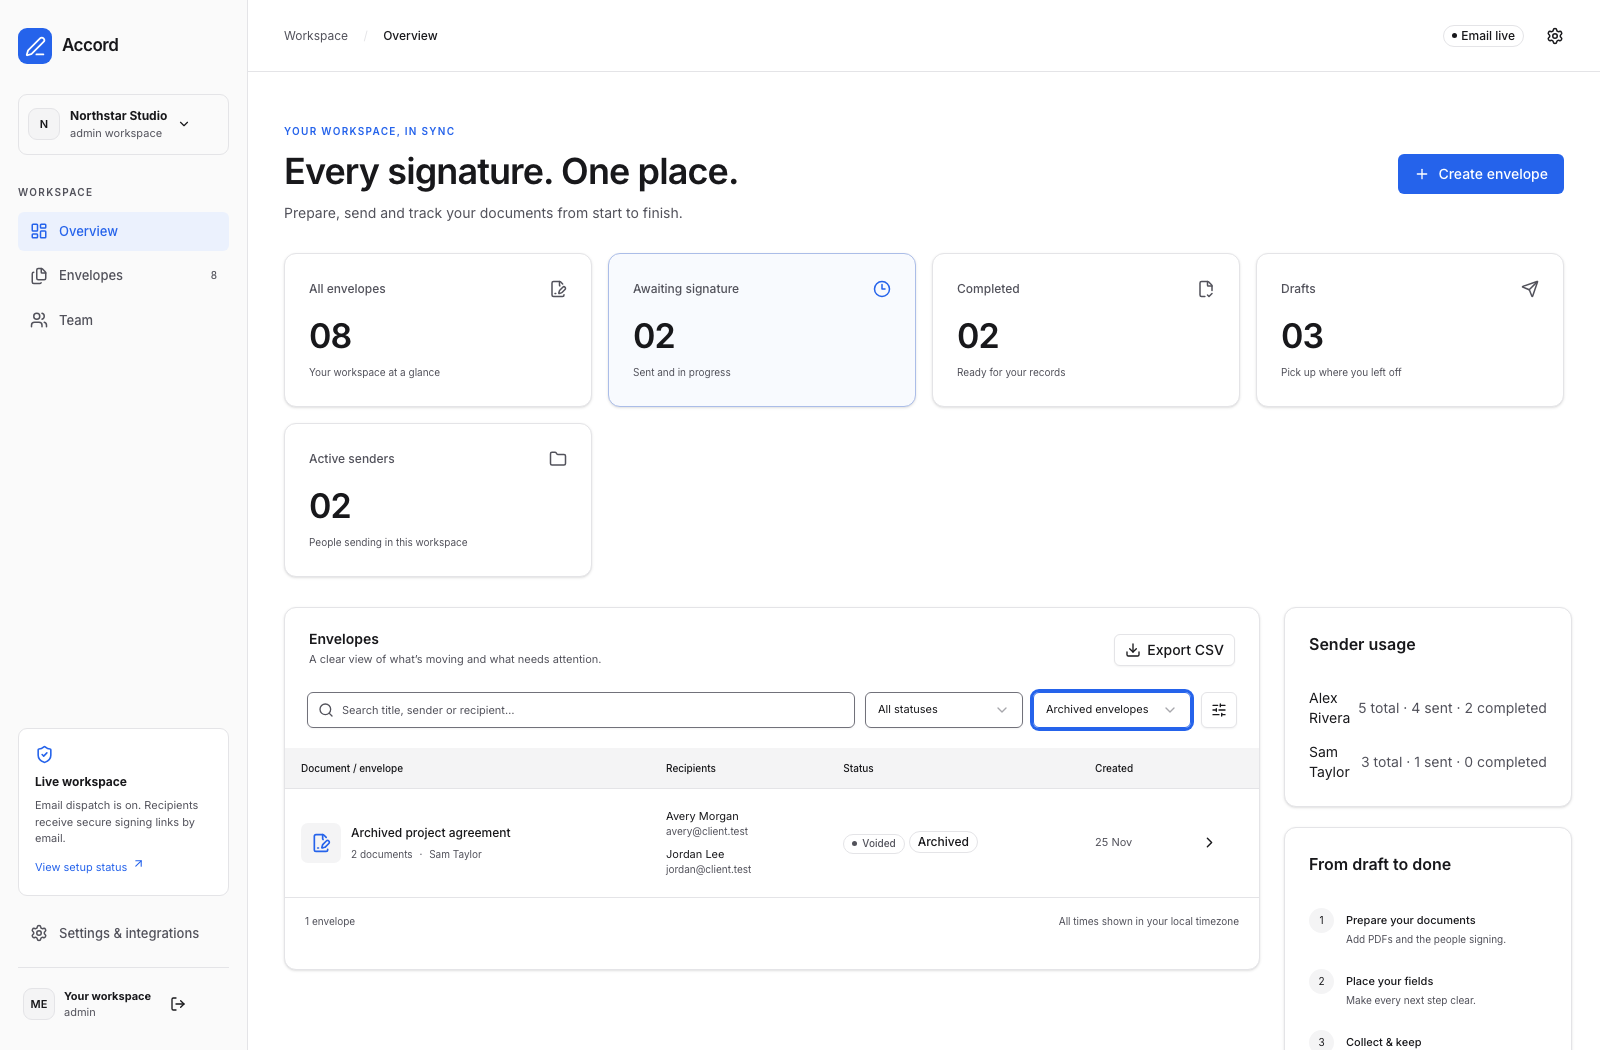 Accord
N
Northstar Studio
admin workspace
WORKSPACE
Overview
Envelopes 8
Team
Live workspace
Email dispatch is on. Recipients
receive secure signing links by
email.
View setup status
Settings & integrations
ME
Your workspace
admin
Workspace / Overview
Email live
YOUR WORKSPACE, IN SYNC
Every signature. One place.
Prepare, send and track your documents from start to finish.
Create envelope
All envelopes
08
Your workspace at a glance
Awaiting signature
02
Sent and in progress
Completed
02
Ready for your records
Drafts
03
Pick up where you left off
Active senders
02
People sending in this workspace
Envelopes
A clear view of what’s moving and what needs attention.
Export CSV
Search title, sender or recipient…
All statuses
Archived envelopes
Document / envelope Recipients Status Created
Archived project agreement
2 documents · Sam Taylor
Avery Morgan
avery@client.test
Jordan Lee
jordan@client.test
Voided
Archived
25 Nov
1 envelope
All times shown in your local timezone
Sender usage
Alex
Rivera
5 total · 4 sent · 2 completed
Sam
Taylor
3 total · 1 sent · 0 completed
From draft to done
1
Prepare your documents
Add PDFs and the people signing.
2
Place your fields
Make every next step clear.
3
Collect & keep